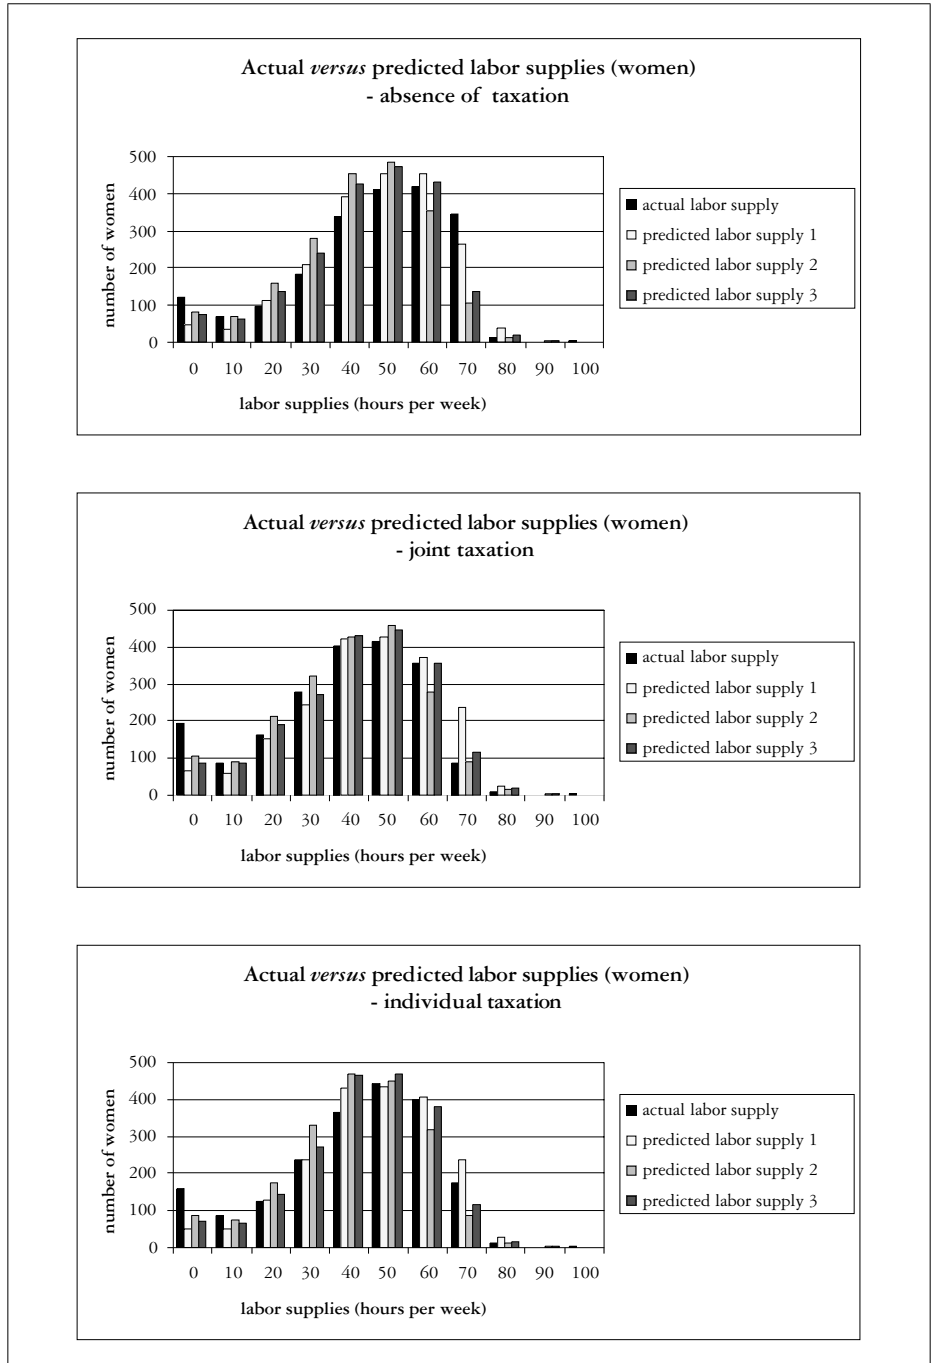 Actual versus predicted labor supplies (women)
- absence of taxation
500
400
300
200
100
0
number of women
0 10 20 30 40 50 60 70 80 90 100
labor supplies (hours per week)
actual labor supply
predicted labor supply 1
predicted labor supply 2
predicted labor supply 3
Actual versus predicted labor supplies (women)
- joint taxation
500
400
300
200
100
0
number of women
0 10 20 30 40 50 60 70 80 90 100
labor supplies (hours per week)
actual labor supply
predicted labor supply 1
predicted labor supply 2
predicted labor supply 3
Actual versus predicted labor supplies (women)
- individual taxation
500
400
300
200
100
0
number of women
0 10 20 30 40 50 60 70 80 90 100
labor supplies (hours per week)
actual labor supply
predicted labor supply 1
predicted labor supply 2
predicted labor supply 3